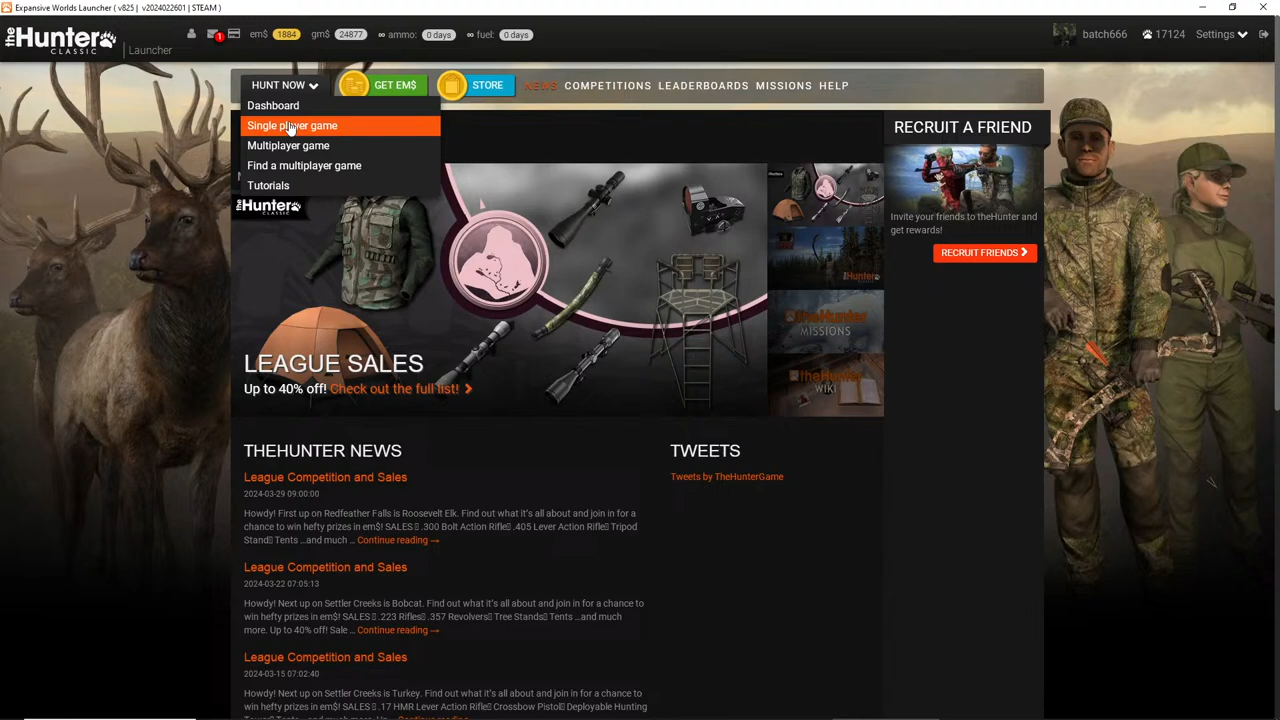 Expansive Worlds Launcher ( v825 | v2024022601 | STEAM )
theHunter CLASSIC | Launcher
1 em$ 1884 gm$ 24877 ∞ ammo: 0 days ∞ fuel: 0 days
batch666 17124 Settings
HUNT NOW GET EM$ STORE NEWS COMPETITIONS LEADERBOARDS MISSIONS HELP
Dashboard
Single player game
Multiplayer game
Find a multiplayer game
Tutorials
theHunter CLASSIC
LEAGUE SALES
Up to 40% off! Check out the full list!
theHunter
theHunter
MISSIONS
theHunter
WIKI
RECRUIT A FRIEND
Invite your friends to theHunter and
get rewards!
RECRUIT FRIENDS
THEHUNTER NEWS
League Competition and Sales
2024-03-29 09:00:00
Howdy! First up on Redfeather Falls is Roosevelt Elk. Find out what it's all about and join in for a
chance to win hefty prizes in em$! SALES .300 Bolt Action Rifle .405 Lever Action Rifle Tripod
Stand Tents ...and much ... Continue reading →
League Competition and Sales
2024-03-22 07:05:13
Howdy! Next up on Settler Creeks is Bobcat. Find out what it's all about and join in for a chance to
win hefty prizes in em$! SALES .223 Rifles .357 Revolvers Tree Stands Tents ...and much
more. Up to 40% off! Sale ... Continue reading →
League Competition and Sales
2024-03-15 07:02:40
Howdy! Next up on Settler Creeks is Turkey. Find out what it's all about and join in for a chance to
win hefty prizes in em$! SALES .17 HMR Lever Action Rifle Crossbow Pistol Deployable Hunting
TWEETS
Tweets by TheHunterGame